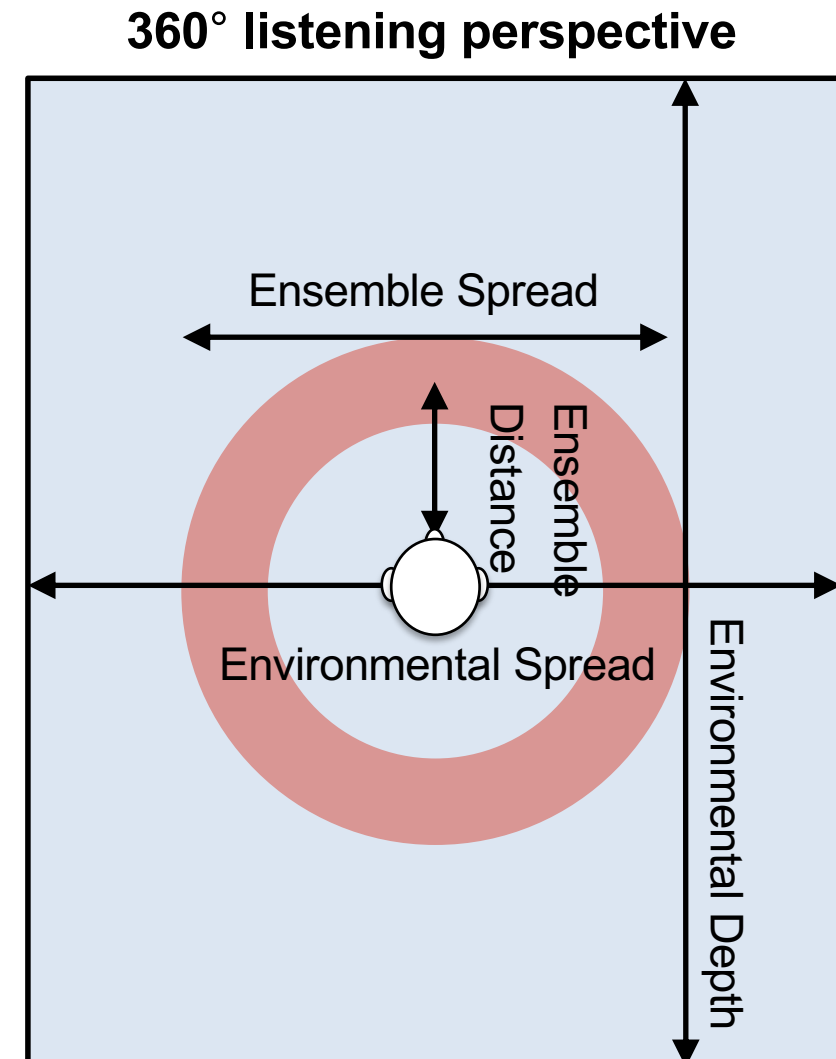 360° listening perspective
Ensemble Spread
Ensemble
Distance
Environmental Spread
Environmental Depth